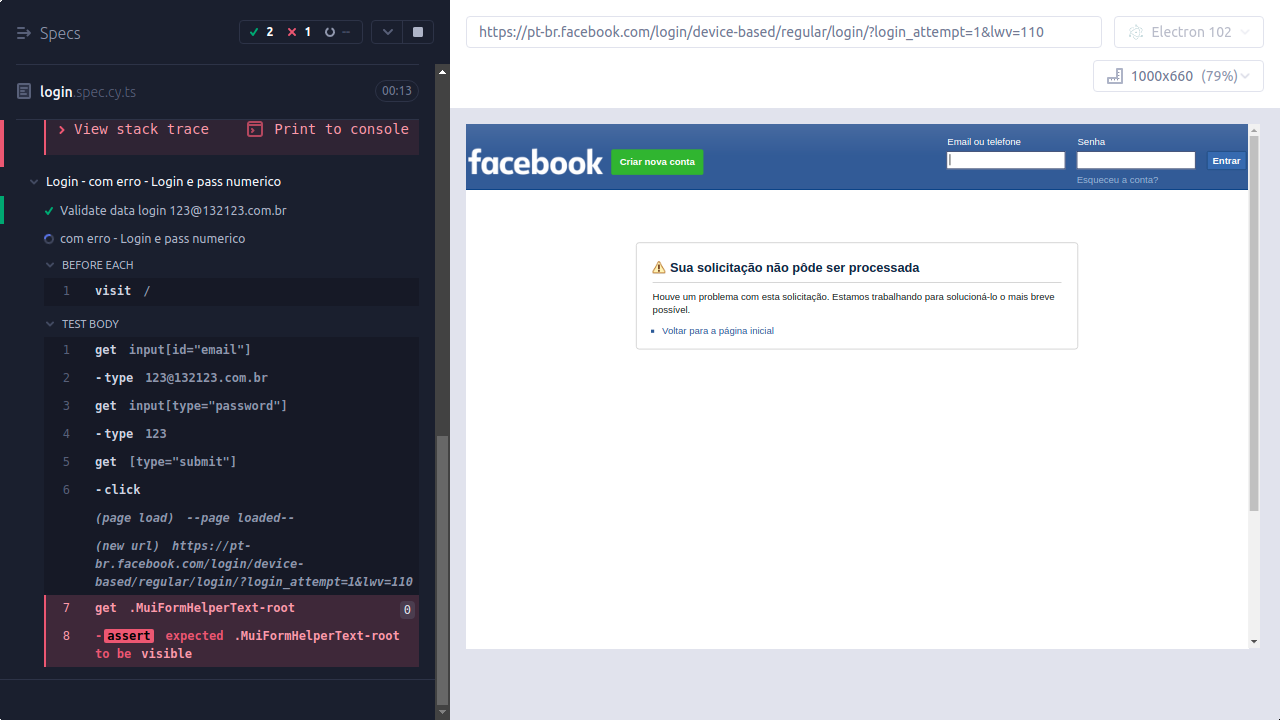 Specs
2
1
--
login.spec.cy.ts
00:13
View stack trace
Print to console
Login - com erro - Login e pass numerico
Validate data login 123@132123.com.br
com erro - Login e pass numerico
BEFORE EACH
1 visit /
TEST BODY
1 get input[id="email"]
2 -type 123@132123.com.br
3 get input[type="password"]
4 -type 123
5 get [type="submit"]
6 -click
(page load) --page loaded--
(new url) https://pt-
br.facebook.com/login/device-
based/regular/login/?login_attempt=1&lwv=110
7 get .MuiFormHelperText-root 0
8 -assert expected .MuiFormHelperText-root
to be visible
https://pt-br.facebook.com/login/device-based/regular/login/?login_attempt=1&lwv=110
Electron 102
1000x660 (79%)
facebook
Criar nova conta
Email ou telefone
Senha
Entrar
Esqueceu a conta?
Sua solicitação não pôde ser processada
Houve um problema com esta solicitação. Estamos trabalhando para solucioná-lo o mais breve
possível.
Voltar para a página inicial